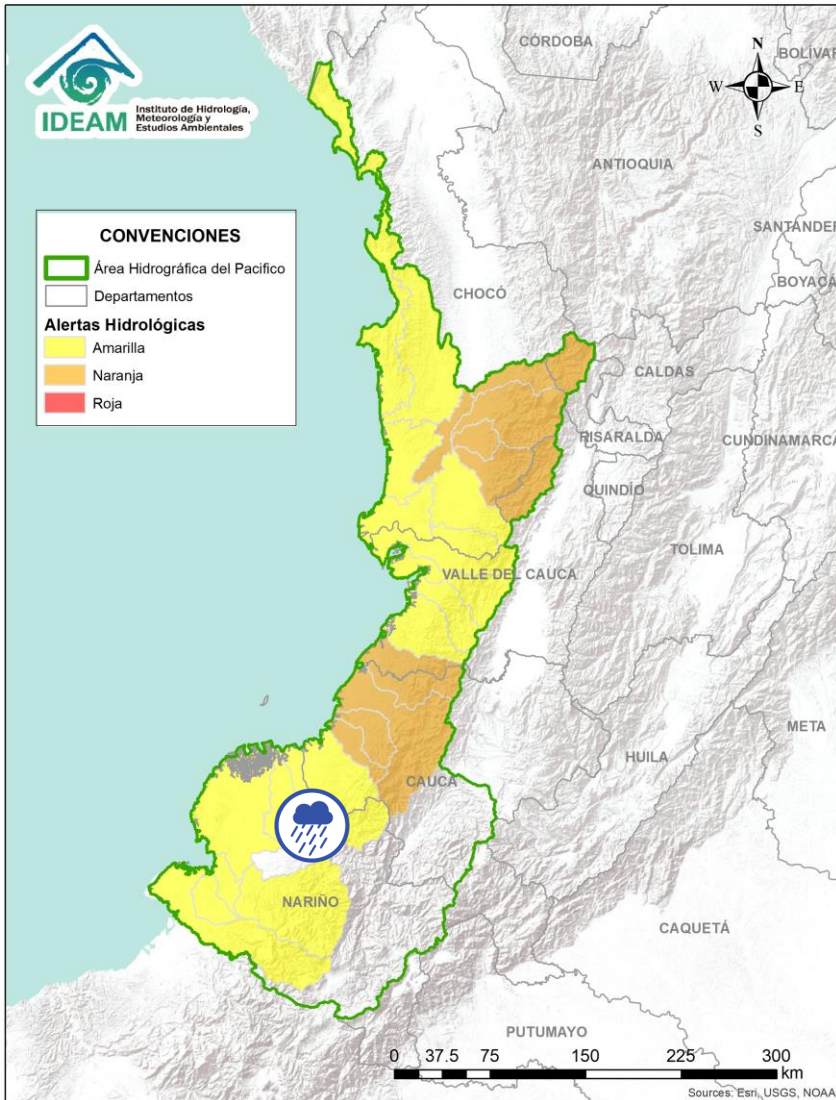 IDEAM
Instituto de Hidrología,
Meteorología y
Estudios Ambientales
N
W
E
S
CÓRDOBA
BOLÍVAR
ANTIOQUIA
SANTANDER
BOYACÁ
CHOCÓ
CONVENCIONES
Área Hidrográfica del Pacifico
Departamentos
Alertas Hidrológicas
Amarilla
Naranja
Roja
CALDAS
RISARALDA
CUNDINAMARCA
QUINDÍO
TOLIMA
VALLE DEL CAUCA
META
HUILA
CAUCA
NARIÑO
CAQUETÁ
PUTUMAYO
0 37.5 75 150 225 300
km
Sources: Esri, USGS, NOAA